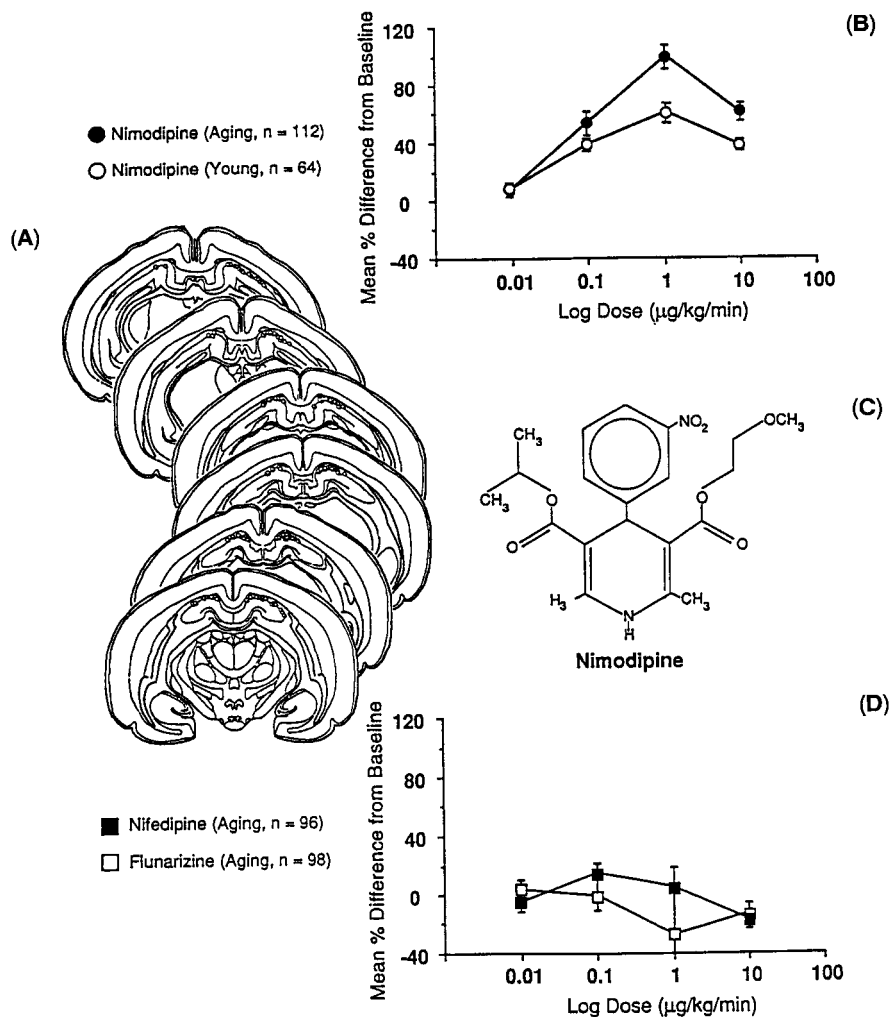 (B)
120
80
40
0
-40
Mean % Difference from Baseline
0.01 0.1 1 10 100
Log Dose (µg/kg/min)
● Nimodipine (Aging, n = 112)
○ Nimodipine (Young, n = 64)
(A)
(C)
NO₂
OCH₃
CH₃
CH₃
O
O
O
O
H₃
CH₃
N
H
Nimodipine
(D)
120
80
40
0
-40
Mean % Difference from Baseline
0.01 0.1 1 10 100
Log Dose (µg/kg/min)
■ Nifedipine (Aging, n = 96)
□ Flunarizine (Aging, n = 98)